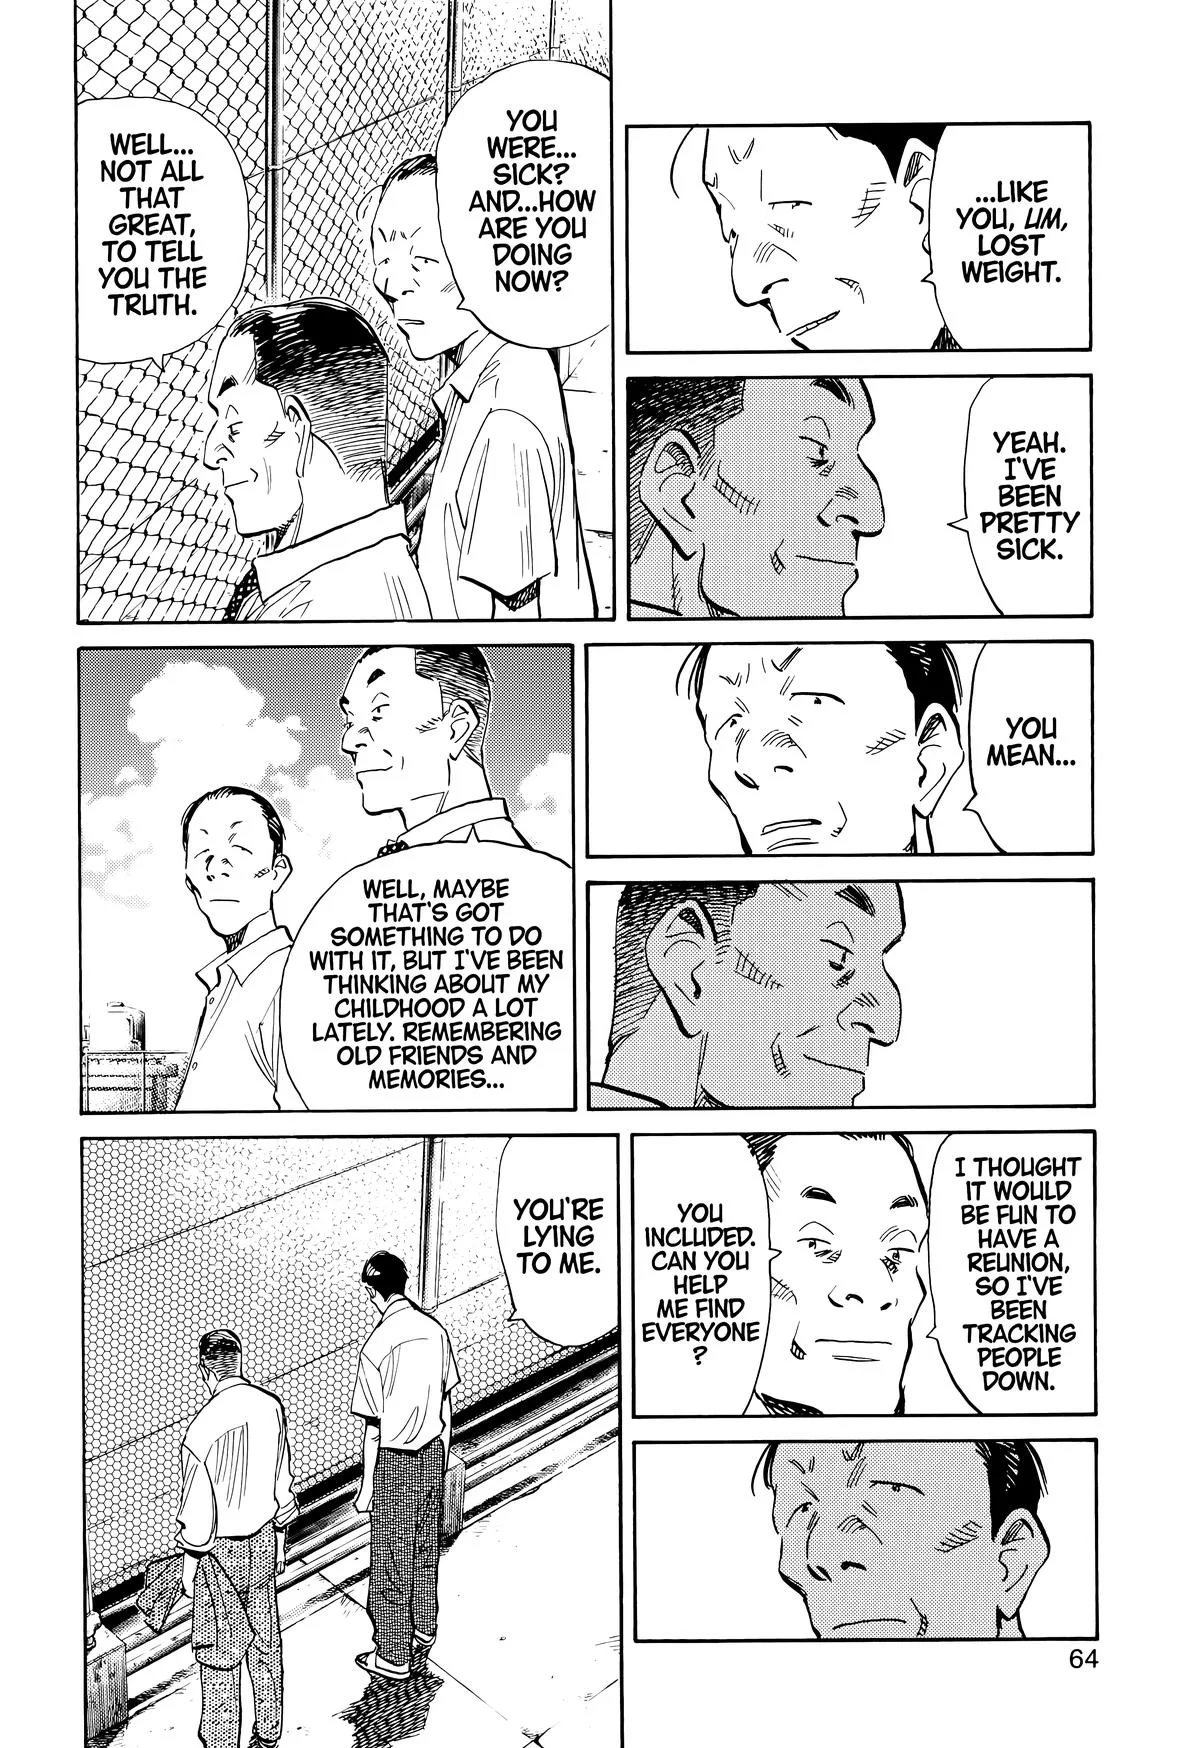 ...LIKE
YOU, UM,
LOST
WEIGHT.
YEAH.
I'VE
BEEN
PRETTY
SICK.
YOU
WERE...
SICK?
AND...HOW
ARE YOU
DOING
NOW?
WELL...
NOT ALL
THAT
GREAT,
TO TELL
YOU THE
TRUTH.
YOU
MEAN...
WELL, MAYBE
THAT'S GOT
SOMETHING TO DO
WITH IT, BUT I'VE BEEN
THINKING ABOUT MY
CHILDHOOD A LOT
LATELY. REMEMBERING
OLD FRIENDS AND
MEMORIES...
I THOUGHT
IT WOULD
BE FUN TO
HAVE A
REUNION,
SO I'VE
BEEN
TRACKING
PEOPLE
DOWN.
YOU
INCLUDED.
CAN YOU
HELP
ME FIND
EVERYONE
?
YOU'RE
LYING
TO ME.
64